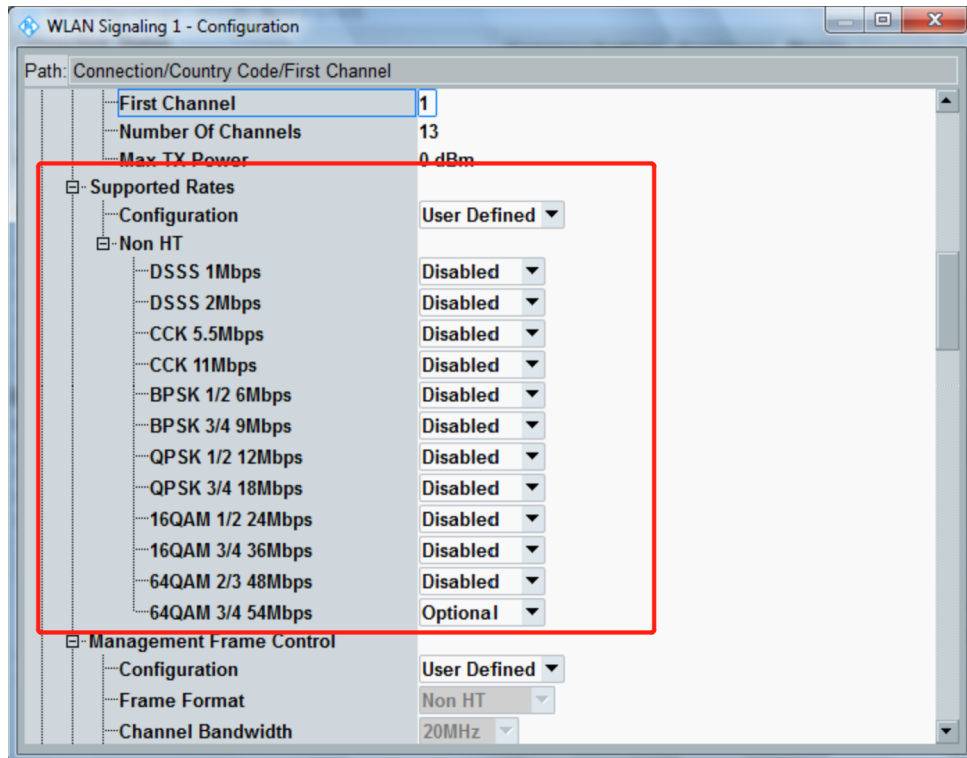 WLAN Signaling 1 - Configuration
Path: Connection/Country Code/First Channel
First Channel 1
Number Of Channels 13
Max TX Power 0 dBm
Supported Rates
Configuration User Defined
Non HT
DSSS 1Mbps Disabled
DSSS 2Mbps Disabled
CCK 5.5Mbps Disabled
CCK 11Mbps Disabled
BPSK 1/2 6Mbps Disabled
BPSK 3/4 9Mbps Disabled
QPSK 1/2 12Mbps Disabled
QPSK 3/4 18Mbps Disabled
16QAM 1/2 24Mbps Disabled
16QAM 3/4 36Mbps Disabled
64QAM 2/3 48Mbps Disabled
64QAM 3/4 54Mbps Optional
Management Frame Control
Configuration User Defined
Frame Format Non HT
Channel Bandwidth 20MHz